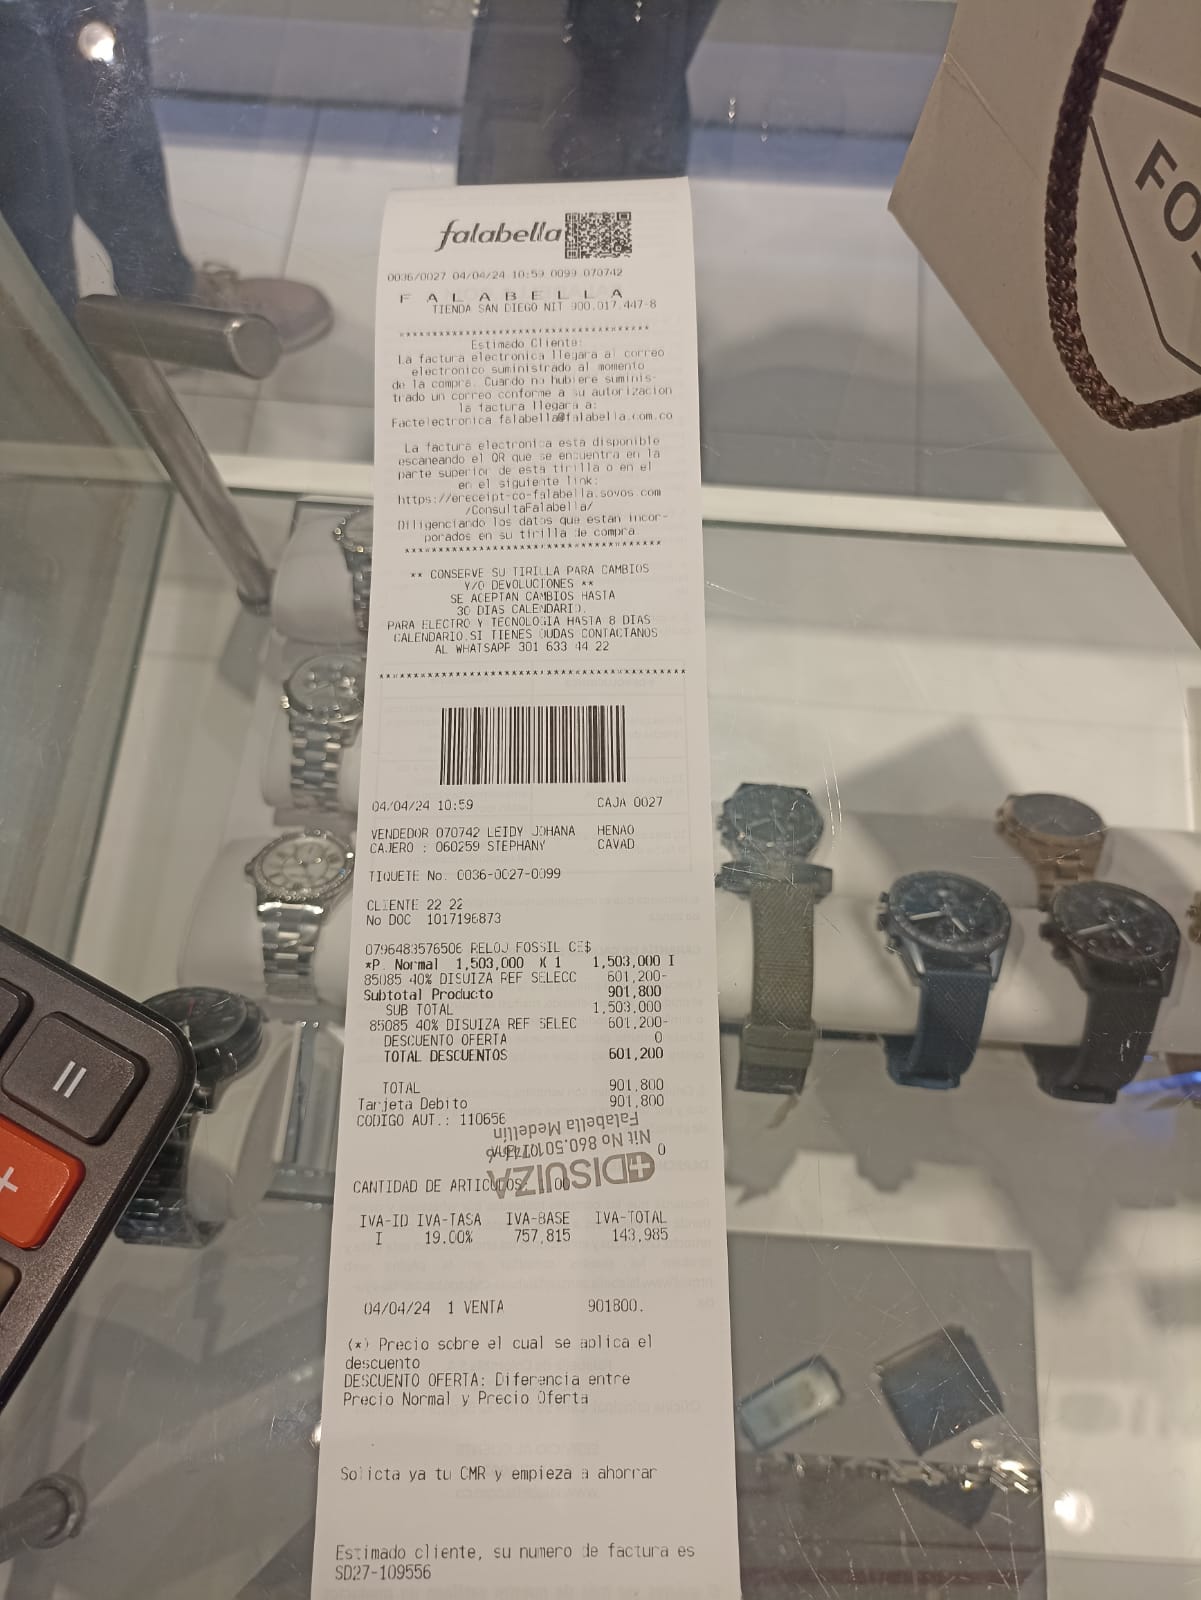 falabella
0036/0027 04/04/24 10:59 0099 070742
F A L A B E L L A
TIENDA SAN DIEGO NIT 900.017.447-8
Estimado Cliente:
La factura electronica llegara al correo
electronico suministrado al momento
de la compra. Cuando no hubiere suminis-
trado un correo conforme a su autorizacion
la factura llegara a:
Factelectronica falabella@falabella.com.co
La factura electronica esta disponible
escaneando el QR que se encuentra en la
parte superior de esta tirilla o en el
en el siguiente link:
https://ereceipt-co-falabella.sovos.com
/ConsultaFalabella/
Diligenciando los datos que estan incor-
porados en su tirilla de compra.
** CONSERVE SU TIRILLA PARA CAMBIOS
Y/O DEVOLUCIONES **
SE ACEPTAN CAMBIOS HASTA
30 DIAS CALENDARIO.
PARA ELECTRO Y TECNOLOGIA HASTA 8 DIAS
CALENDARIO.SI TIENES DUDAS CONTACTANOS
AL WHATSAPP 301 633 44 22
04/04/24 10:59 CAJA 0027
VENDEDOR 070742 LEIDY JOHANA HENAO
CAJERO : 060259 STEPHANY CAVAD
TIQUETE No. 0036-0027-0099
CLIENTE 22 22
No DOC 1017196873
0796483576506 RELOJ FOSSIL CE$
*P. Normal 1,503,000 X 1 1,503,000 I
85085 40% DISUIZA REF SELECC 601,200-
Subtotal Producto 901,800
SUB TOTAL 1,503,000
85085 40% DISUIZA REF SELEC 601,200-
DESCUENTO OFERTA 0
TOTAL DESCUENTOS 601,200
TOTAL 901,800
Tarjeta Debito 901,800
CODIGO AUT.: 110656
Falabella Medellín
Nit No 860.501
0
DISUIZA
CANTIDAD DE ARTICULOS:
IVA-ID IVA-TASA IVA-BASE IVA-TOTAL
I 19.00% 757,815 143,985
04/04/24 1 VENTA 901800.
(*) Precio sobre el cual se aplica el
descuento
DESCUENTO OFERTA: Diferencia entre
Precio Normal y Precio Oferta
Solicta ya tu CMR y empieza a ahorrar
Estimado cliente, su numero de factura es
SD27-109556
FO
=
+